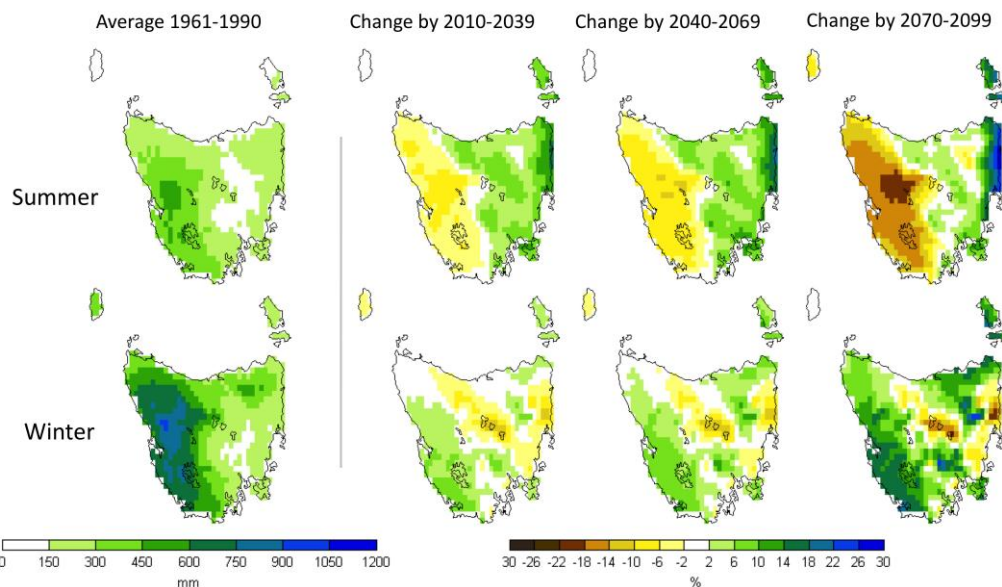 Average 1961-1990 Change by 2010-2039 Change by 2040-2069 Change by 2070-2099
Summer
Winter
0 150 300 450 600 750 900 1050 1200
mm
30 -26 -22 -18 -14 -10 -6 -2 2 6 10 14 18 22 26 30
%